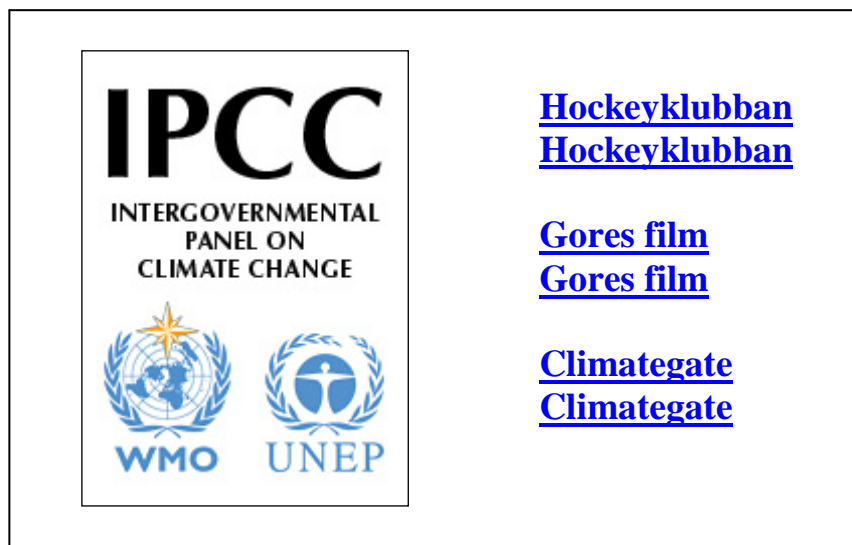 IPCC
INTERGOVERNMENTAL
PANEL ON
CLIMATE CHANGE
WMO
UNEP
Hockeyklubban
Hockeyklubban
Gores film
Gores film
Climategate
Climategate